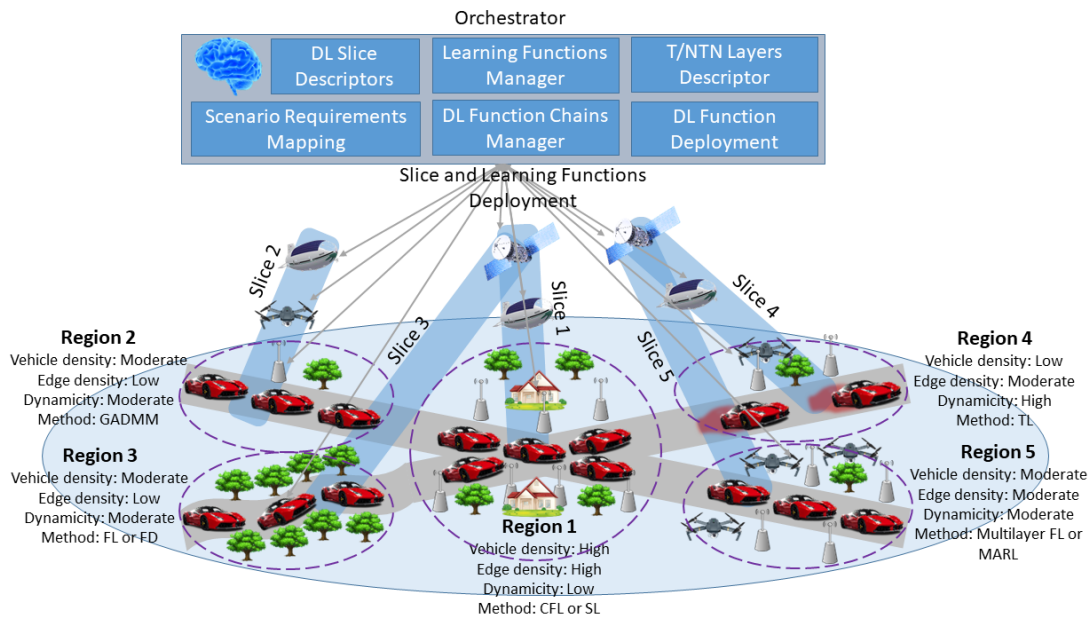 Orchestrator
DL Slice
Descriptors
Learning Functions
Manager
T/NTN Layers
Descriptor
Scenario Requirements
Mapping
DL Function Chains
Manager
DL Function
Deployment
Slice and Learning Functions
Deployment
Slice 2
Slice 3
Slice 1
Slice 4
Slice 5
Region 2
Vehicle density: Moderate
Edge density: Low
Dynamicity: Moderate
Method: GADMM
Region 4
Vehicle density: Low
Edge density: Moderate
Dynamicity: High
Method: TL
Region 3
Vehicle density: Moderate
Edge density: Low
Dynamicity: Moderate
Method: FL or FD
Region 5
Vehicle density: Moderate
Edge density: Moderate
Dynamicity: Moderate
Method: Multilayer FL or
MARL
Region 1
Vehicle density: High
Edge density: High
Dynamicity: Low
Method: CFL or SL